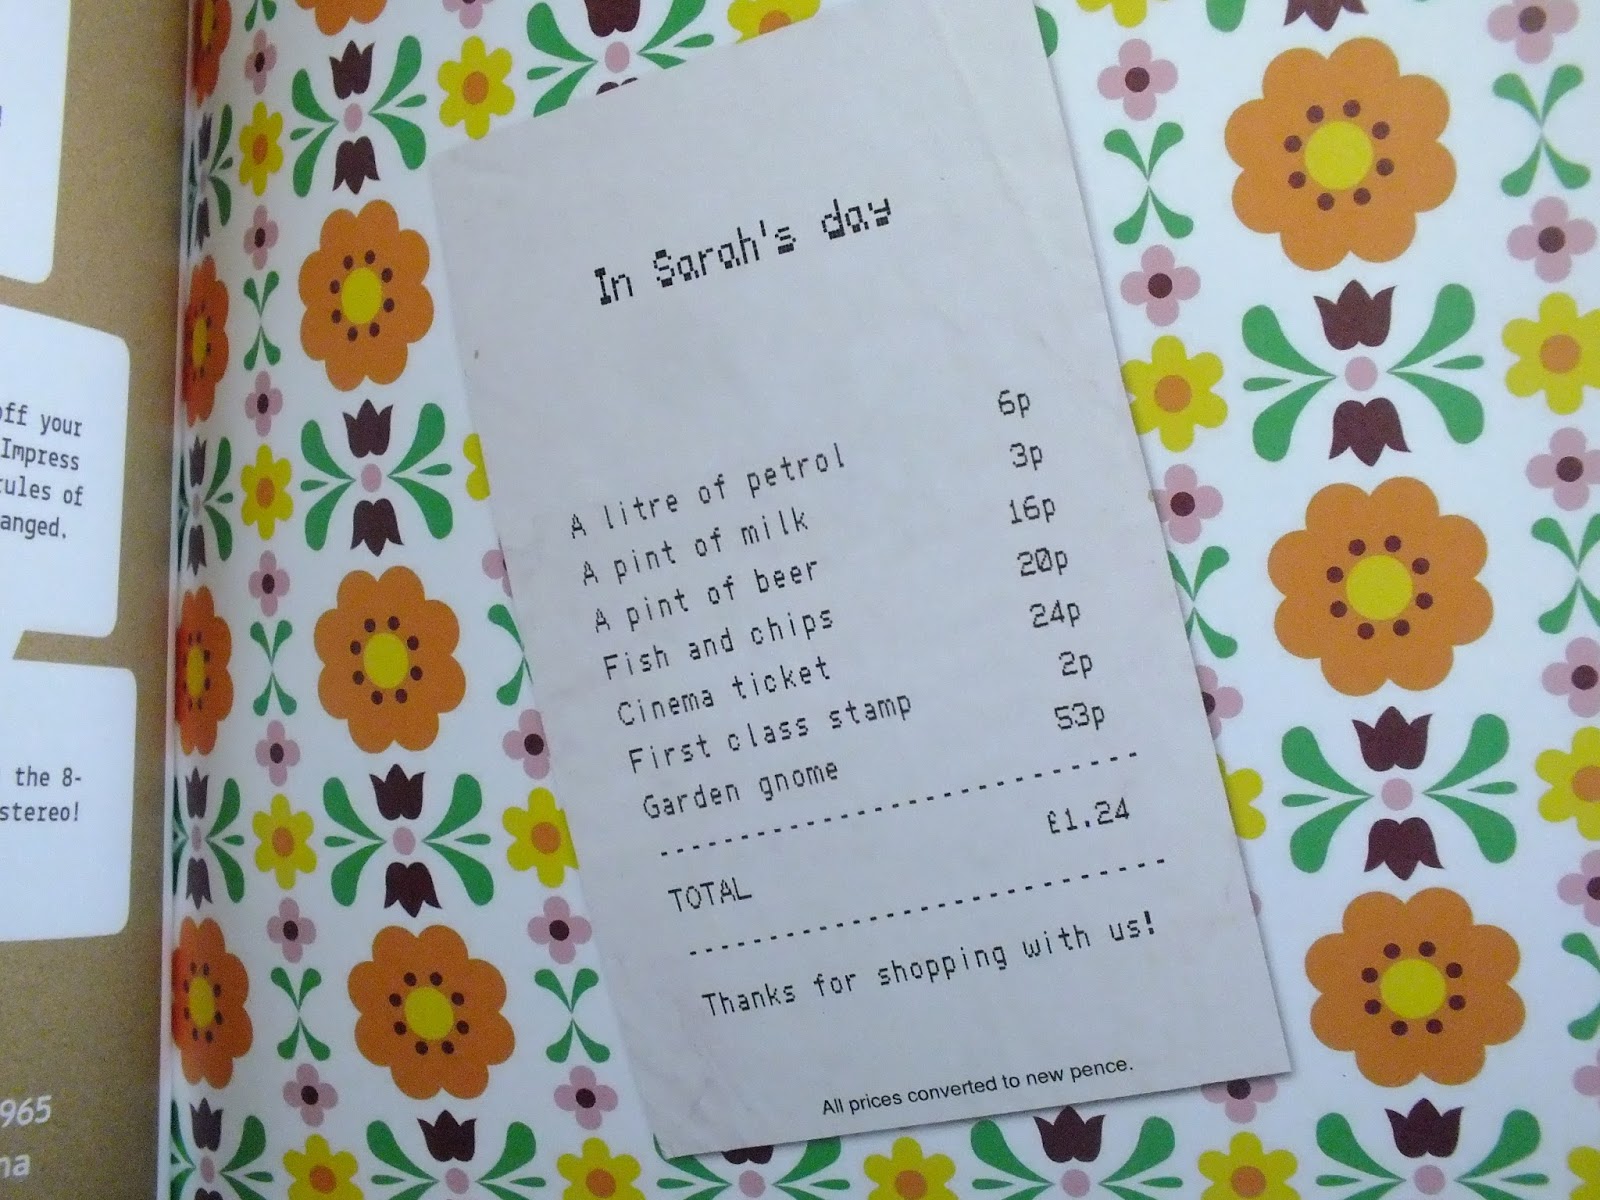 off your
Impress
rules of
anged.
the 8-
stereo!
965
na
In Sarah's day
A litre of petrol 6p
A pint of milk 3p
A pint of beer 16p
Fish and chips 20p
Cinema ticket 24p
First class stamp 2p
Garden gnome 53p
TOTAL £1.24
Thanks for shopping with us!
All prices converted to new pence.